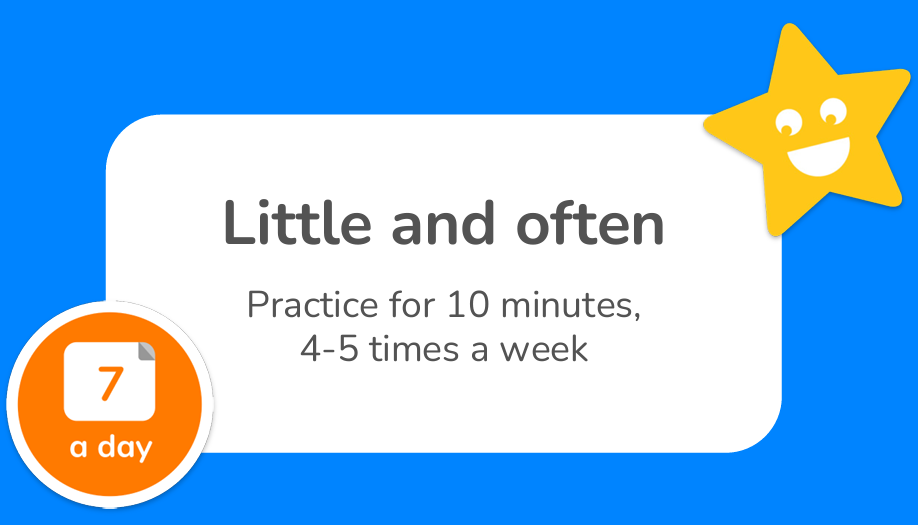 Little and often
Practice for 10 minutes,
4-5 times a week
7
a day